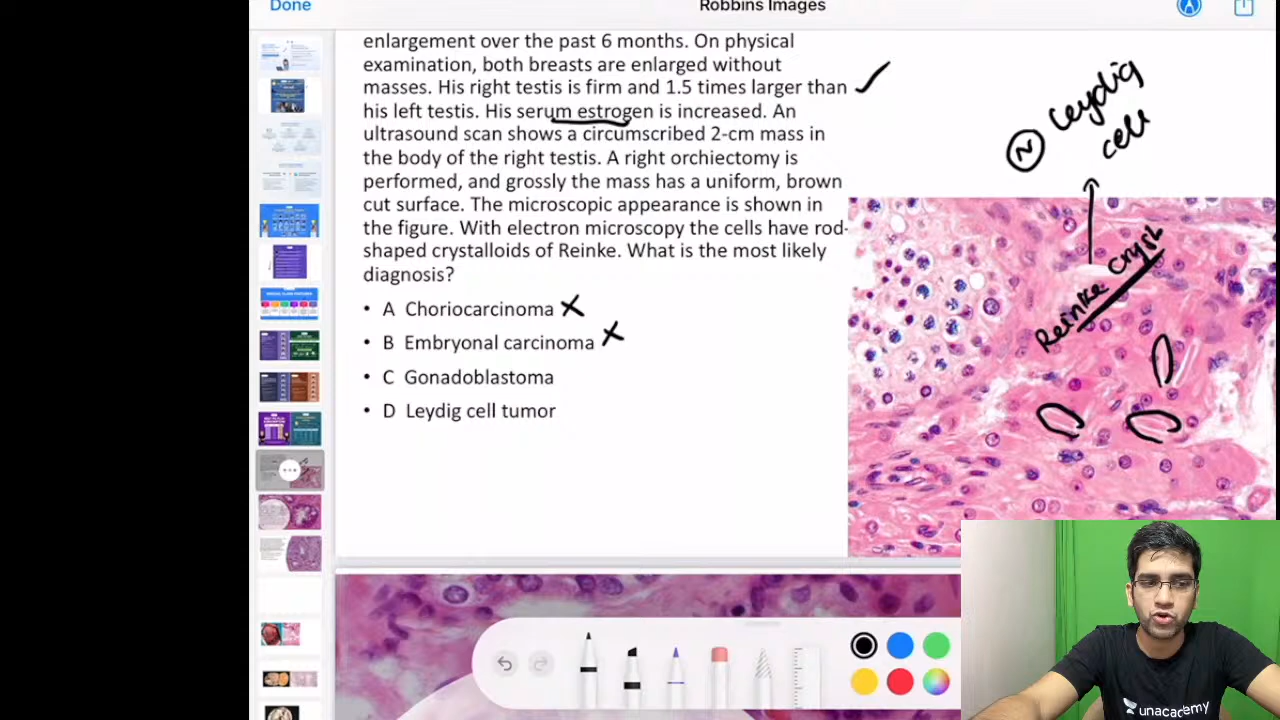 Done
Robbins Images
enlargement over the past 6 months. On physical
examination, both breasts are enlarged without
masses. His right testis is firm and 1.5 times larger than
his left testis. His serum estrogen is increased. An
ultrasound scan shows a circumscribed 2-cm mass in
the body of the right testis. A right orchiectomy is
performed, and grossly the mass has a uniform, brown
cut surface. The microscopic appearance is shown in
the figure. With electron microscopy the cells have rod-
shaped crystalloids of Reinke. What is the most likely
diagnosis?
• A Choriocarcinoma
• B Embryonal carcinoma
• C Gonadoblastoma
• D Leydig cell tumor
N Leydig
cell
Reinke Cryst
unacademy